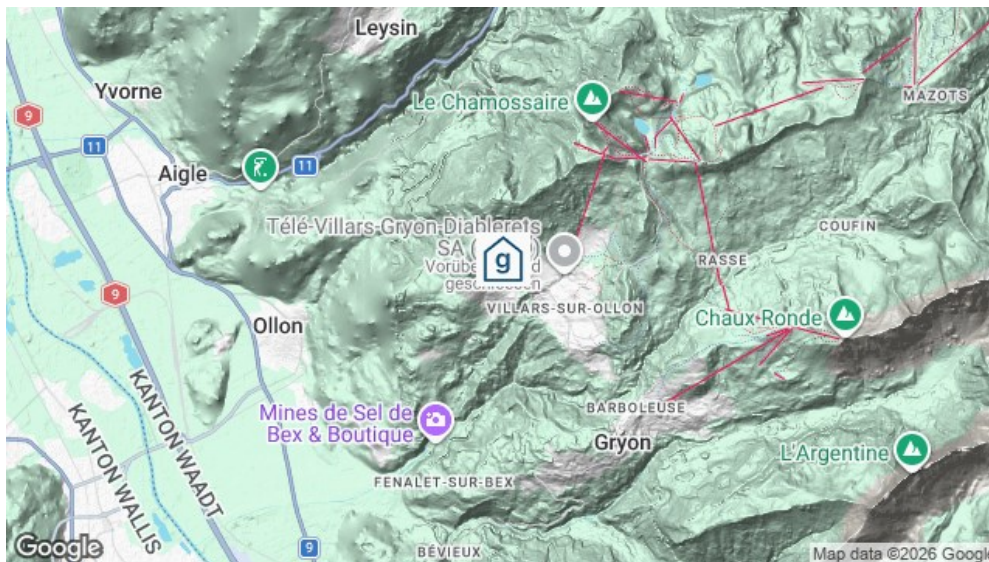 Leysin
Yvorne
9
11
Le Chamossaire
MAZOTS
11
Aigle
Télé-Villars-Gryon-Diablerets
SA (
g
COUFIN
RASSE
VILLARS-SUR-OLLON
9
Ollon
Chaux Ronde
KANTON WAADT
KANTON WALLIS
Mines de Sel de
Bex & Boutique
BARBOLEUSE
Gryon
L'Argentine
FENALET-SUR-BEX
9
BÉVIEUX
Google
Map data ©2026 Google